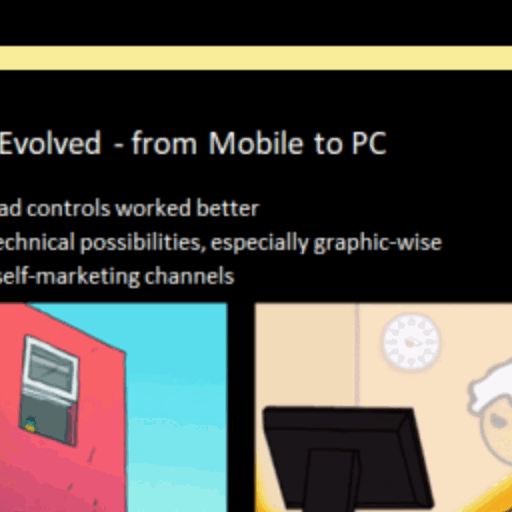 Evolved - from Mobile to PC
ad controls worked better
echnical possibilities, especially graphic-wise
self-marketing channels